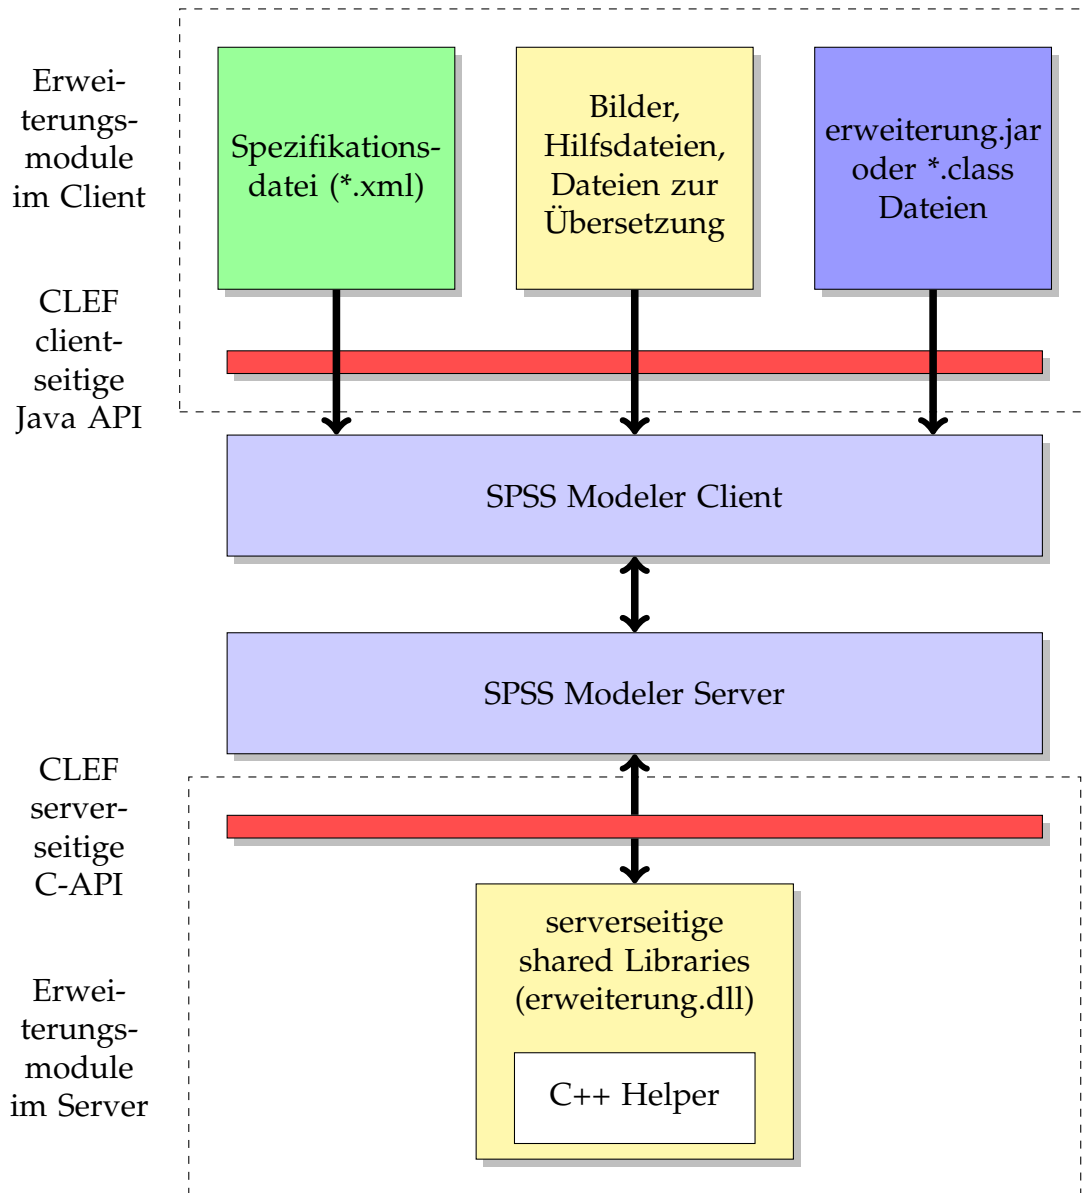 Erwei-
terungs-
module
im Client
Spezifikations-
datei (*.xml)
Bilder,
Hilfsdateien,
Dateien zur
Übersetzung
erweiterung.jar
oder *.class
Dateien
CLEF
client-
seitige
Java API
SPSS Modeler Client
SPSS Modeler Server
CLEF
server-
seitige
C-API
serverseitige
shared Libraries
(erweiterung.dll)
C++ Helper
Erwei-
terungs-
module
im Server